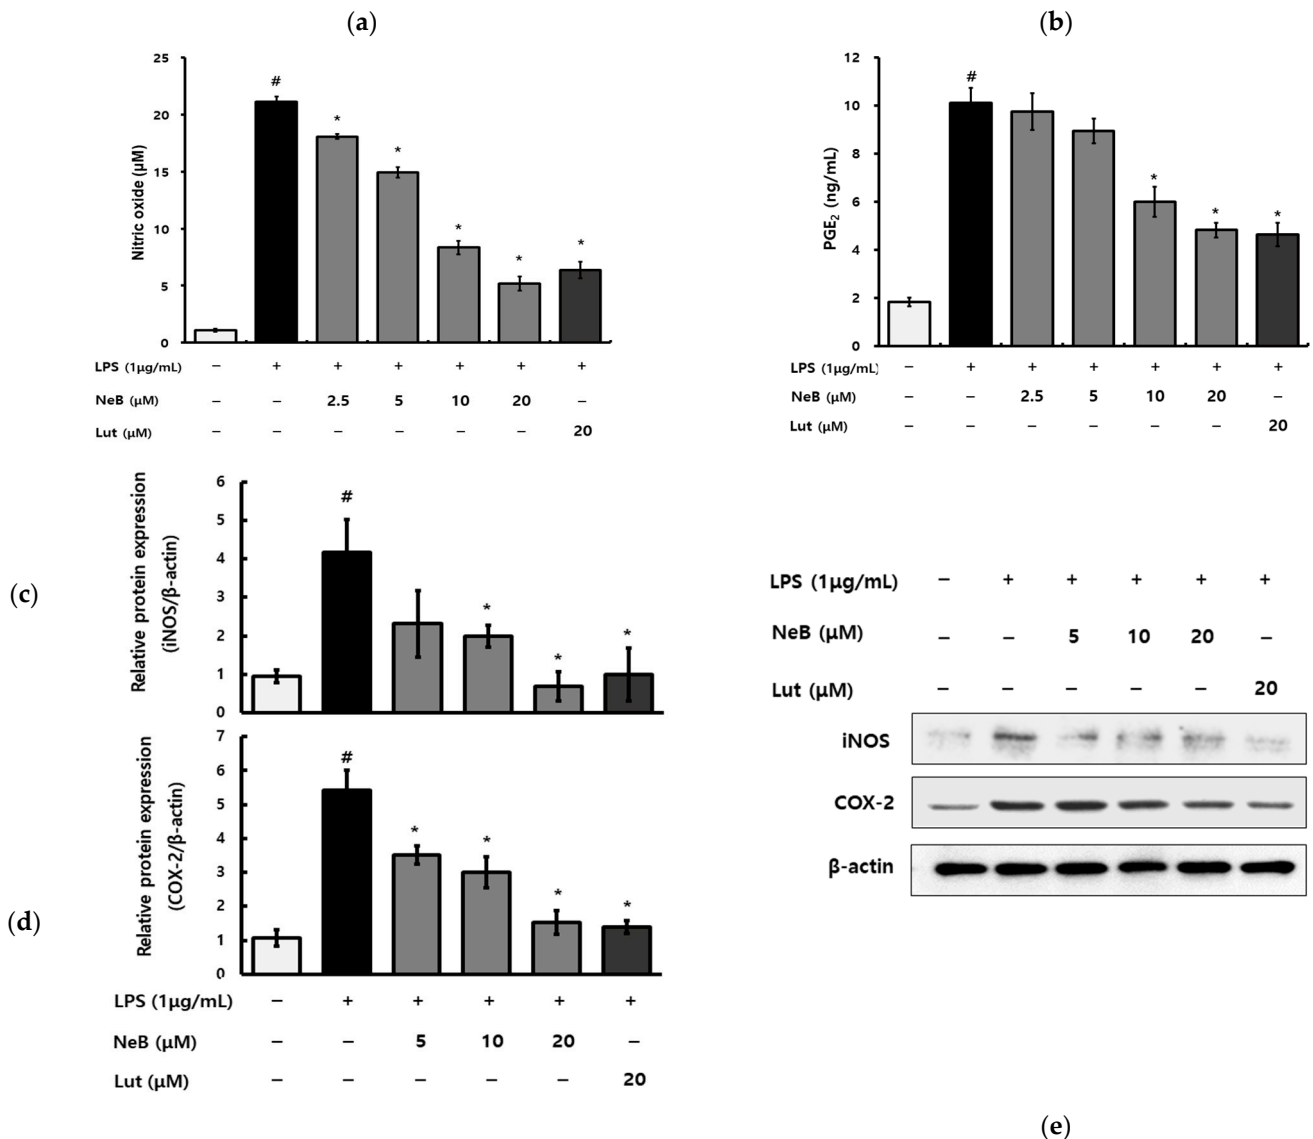 (a)
25
20
15
10
5
0
Nitric oxide (μM)
#
*
*
*
*
*
LPS (1μg/mL) – + + + + + +
NeB (μM) – – 2.5 5 10 20 –
Lut (μM) – – – – – – 20
(b)
12
10
8
6
4
2
0
PGE2 (ng/mL)
#
*
*
*
LPS (1μg/mL) – + + + + + +
NeB (μM) – – 2.5 5 10 20 –
Lut (μM) – – – – – – 20
(c)
Relative protein expression
(iNOS/β-actin)
6
5
4
3
2
1
0
#
*
*
*
(d)
Relative protein expression
(COX-2/β-actin)
7
6
5
4
3
2
1
0
#
*
*
*
*
LPS (1μg/mL) – + + + + +
NeB (μM) – – 5 10 20 –
Lut (μM) – – – – – 20
LPS (1μg/mL) – + + + + +
NeB (μM) – – 5 10 20 –
Lut (μM) – – – – – 20
iNOS
COX-2
β-actin
(e)